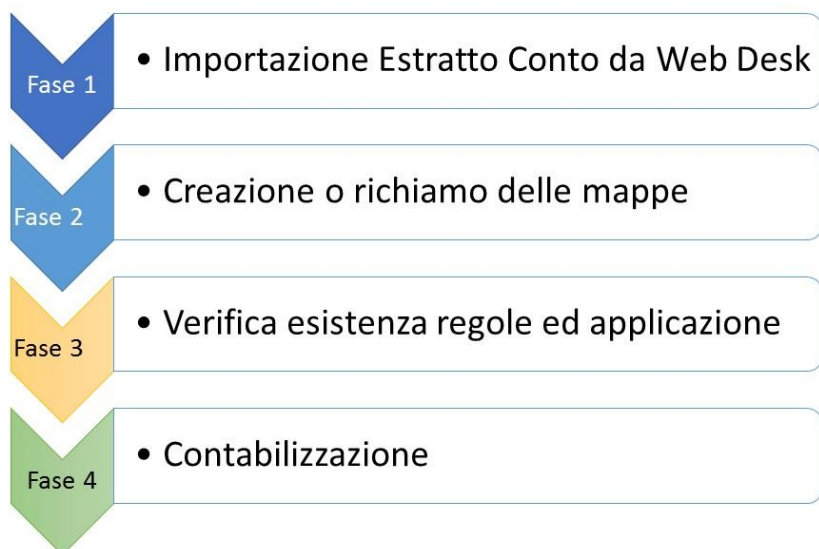 Fase 1
• Importazione Estratto Conto da Web Desk
Fase 2
• Creazione o richiamo delle mappe
Fase 3
• Verifica esistenza regole ed applicazione
Fase 4
• Contabilizzazione